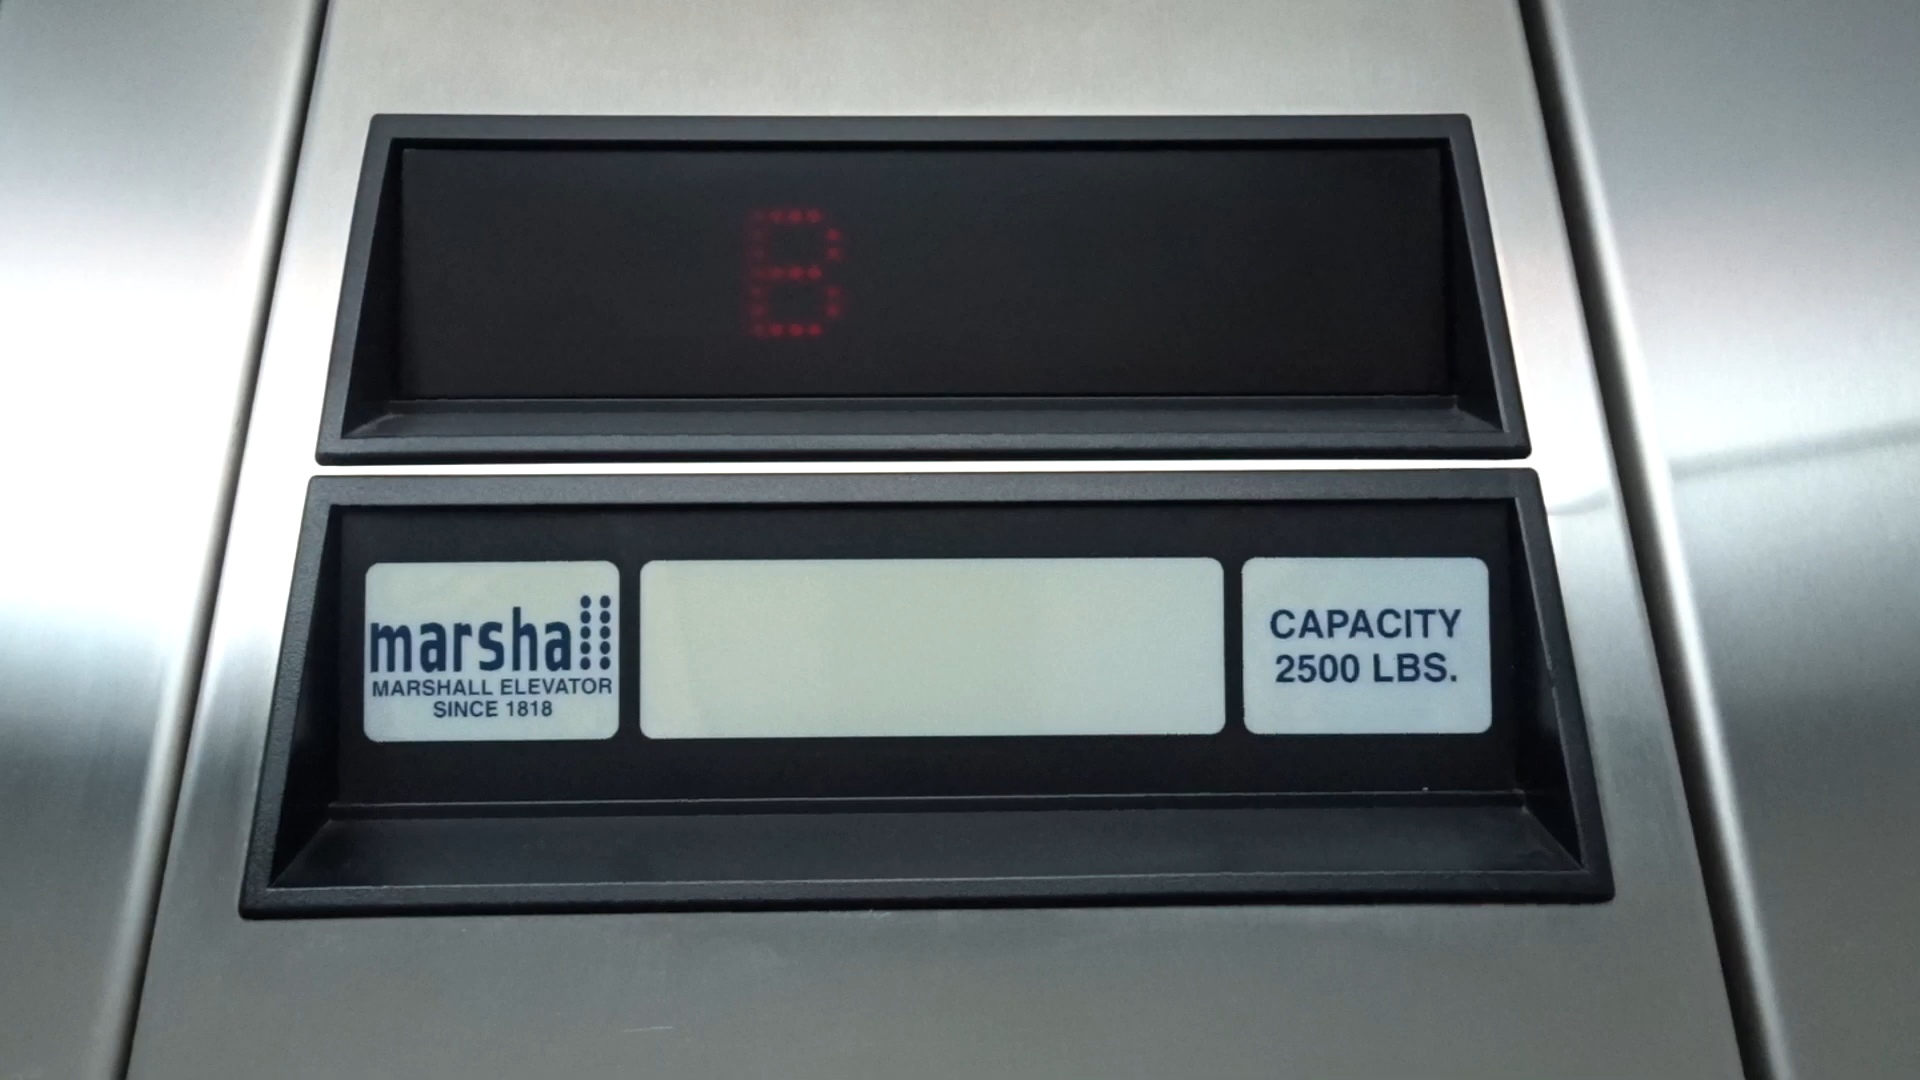 B
marshall
MARSHALL ELEVATOR
SINCE 1818
CAPACITY
2500 LBS.